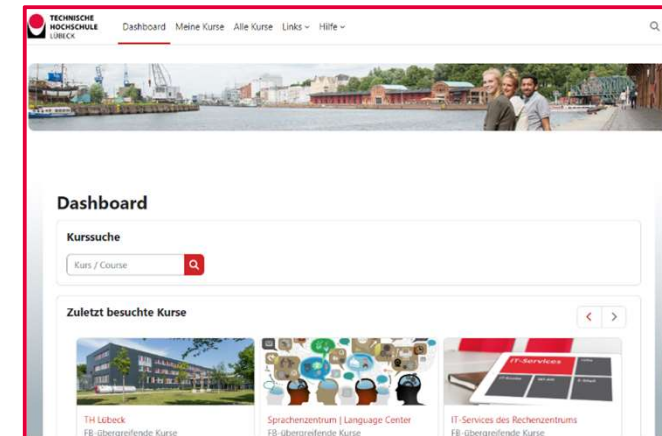 TECHNISCHE
HOCHSCHULE
LÜBECK
Dashboard Meine Kurse Alle Kurse Links Hilfe
Dashboard
Kurssuche
Kurs / Course
Zuletzt besuchte Kurse
IT-Services
TH Lübeck
FB-übergreifende Kurse
Sprachenzentrum | Language Center
FB-übergreifende Kurse
IT-Services des Rechenzentrums
FB-übergreifende Kurse